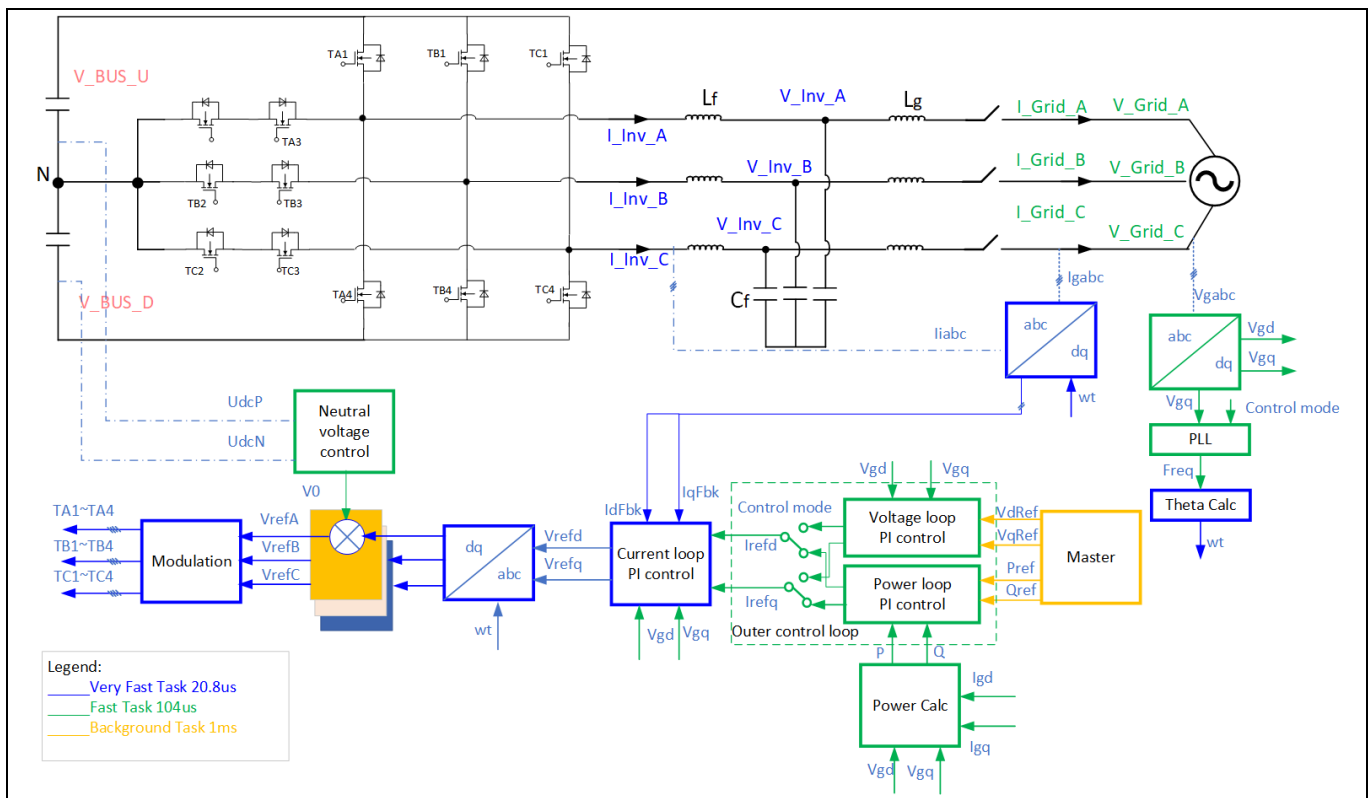 TA1
TB1
TC1
V_BUS_U
Lf
V_Inv_A
Lg
I_Grid_A
V_Grid_A
TA3
I_Inv_A
N
V_Inv_B
I_Grid_B
V_Grid_B
TB2
TB3
I_Inv_B
V_Inv_C
I_Grid_C
V_Grid_C
TC2
TC3
I_Inv_C
V_BUS_D
TA4
TB4
TC4
Cf
Igabc
Vgabc
Iiabc
abc
dq
abc
dq
Vgd
Vgq
wt
Vgq
Control mode
PLL
Freq
Theta Calc
wt
UdcP
UdcN
Neutral
voltage
control
V0
TA1~TA4
TB1~TB4
TC1~TC4
Modulation
VrefA
VrefB
VrefC
dq
abc
wt
Vrefd
Vrefq
IdFbk
IqFbk
Current loop
PI control
Vgd
Vgq
Control mode
Irefd
Irefq
Vgd
Vgq
Voltage loop
PI control
Power loop
PI control
Outer control loop
VdRef
VqRef
Pref
Qref
Master
P
Q
Power Calc
Igd
Igq
Vgd
Vgq
Legend:
Very Fast Task 20.8us
Fast Task 104us
Background Task 1ms